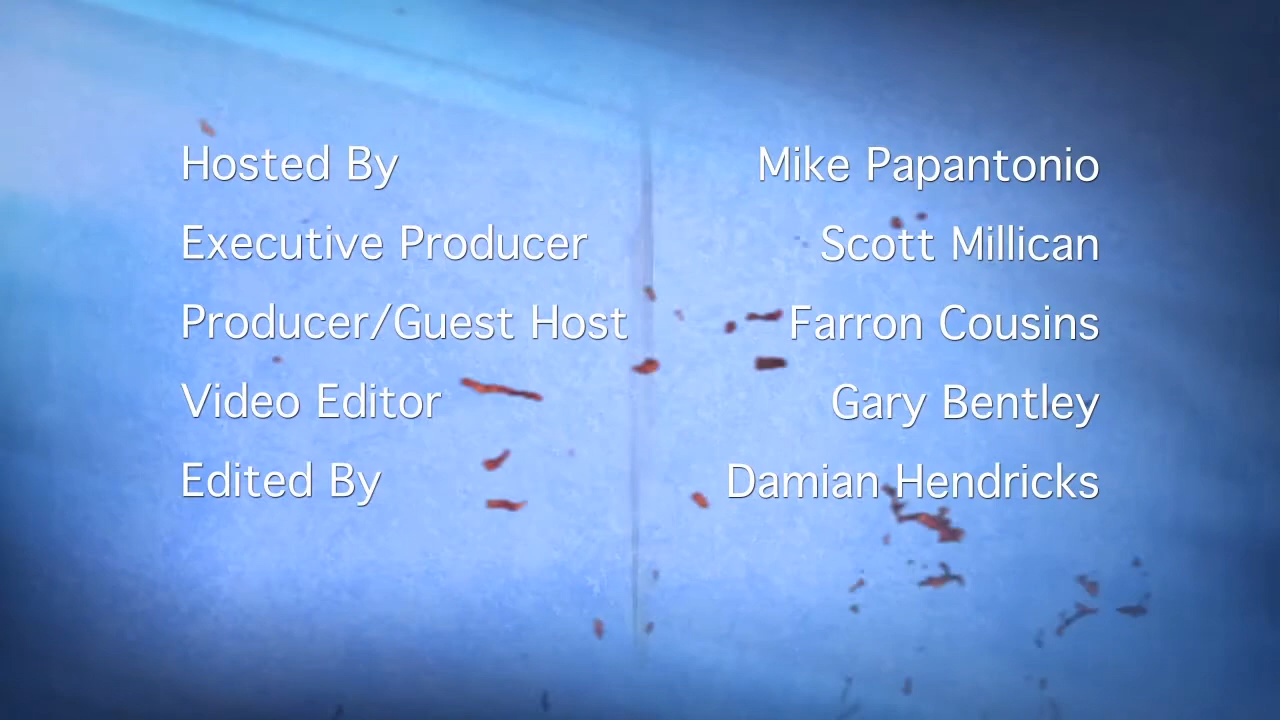 Hosted By Mike Papantonio
Executive Producer Scott Millican
Producer/Guest Host Farron Cousins
Video Editor Gary Bentley
Edited By Damian Hendricks